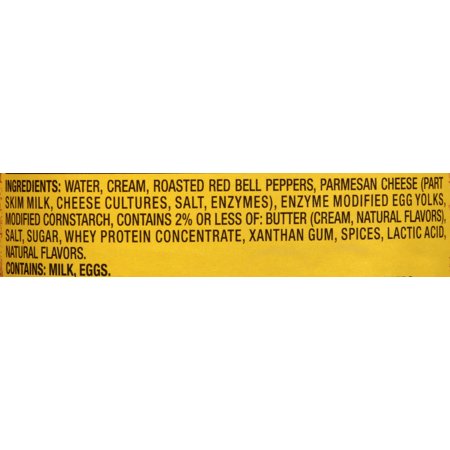 INGREDIENTS: WATER, CREAM, ROASTED RED BELL PEPPERS, PARMESAN CHEESE (PART
SKIM MILK, CHEESE CULTURES, SALT, ENZYMES), ENZYME MODIFIED EGG YOLKS,
MODIFIED CORNSTARCH, CONTAINS 2% OR LESS OF: BUTTER (CREAM, NATURAL FLAVORS),
SALT, SUGAR, WHEY PROTEIN CONCENTRATE, XANTHAN GUM, SPICES, LACTIC ACID,
NATURAL FLAVORS.
CONTAINS: MILK, EGGS.